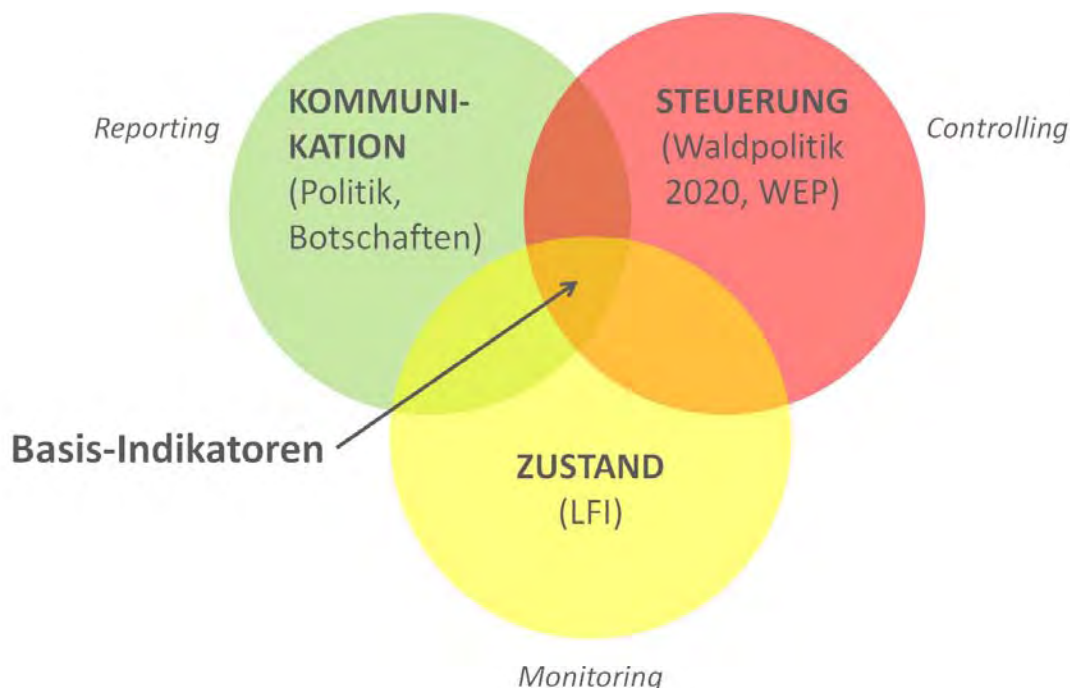 KOMMUNI-
KATION
(Politik,
Botschaften)
Reporting
STEUERUNG
(Waldpolitik
2020, WEP)
Controlling
Basis-Indikatoren
ZUSTAND
(LFI)
Monitoring